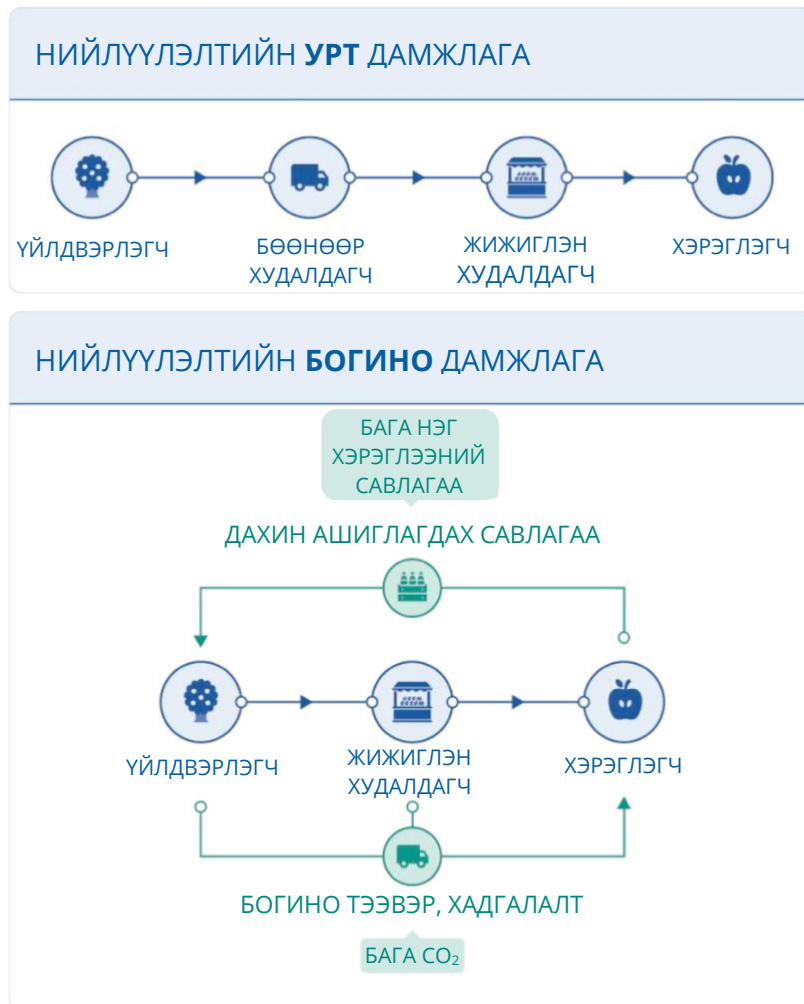 НИЙЛҮҮЛЭЛТИЙН УРТ ДАМЖЛАГА
ҮЙЛДВЭРЛЭГЧ
БӨӨНӨӨР
ХУДАЛДАГЧ
ЖИЖИГЛЭН
ХУДАЛДАГЧ
ХЭРЭГЛЭГЧ
НИЙЛҮҮЛЭЛТИЙН БОГИНО ДАМЖЛАГА
БАГА НЭГ
ХЭРЭГЛЭЭНИЙ
САВЛАГАА
ДАХИН АШИГЛАГДАХ САВЛАГАА
ҮЙЛДВЭРЛЭГЧ
ЖИЖИГЛЭН
ХУДАЛДАГЧ
ХЭРЭГЛЭГЧ
БОГИНО ТЭЭВЭР, ХАДГАЛАЛТ
БАГА CO₂